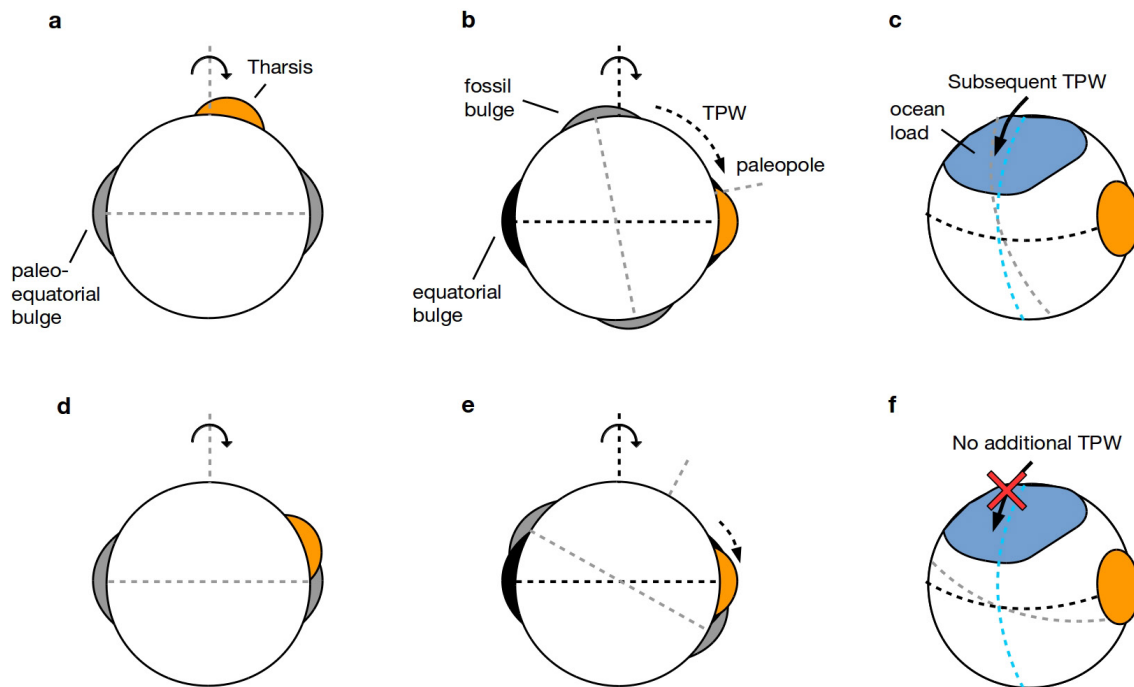 a
Tharsis
paleo-
equatorial
bulge
b
fossil
bulge
TPW
paleopole
equatorial
bulge
c
Subsequent TPW
ocean
load
d
e
f
No additional TPW